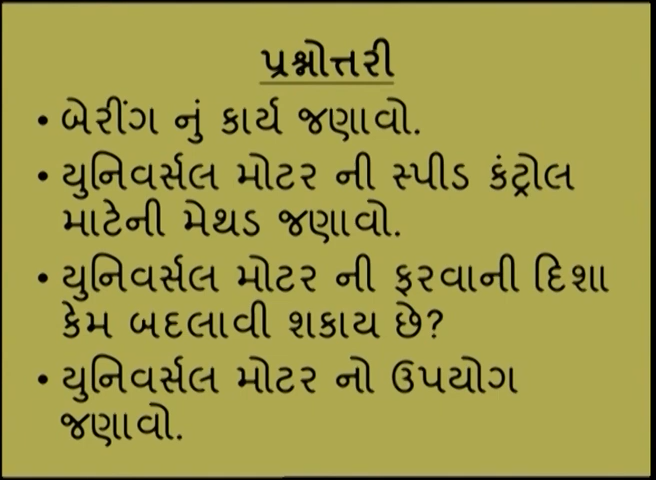 પ્રશ્નોત્તરી
• બેરીંગ નું કાર્ય જણાવો.
• યુનિવર્સલ મોટર ની સ્પીડ કંટ્રોલ
માટેની મેથડ જણાવો.
• યુનિવર્સલ મોટર ની ફરવાની દિશા
કેમ બદલાવી શકાય છે?
• યુનિવર્સલ મોટર નો ઉપયોગ
જણાવો.